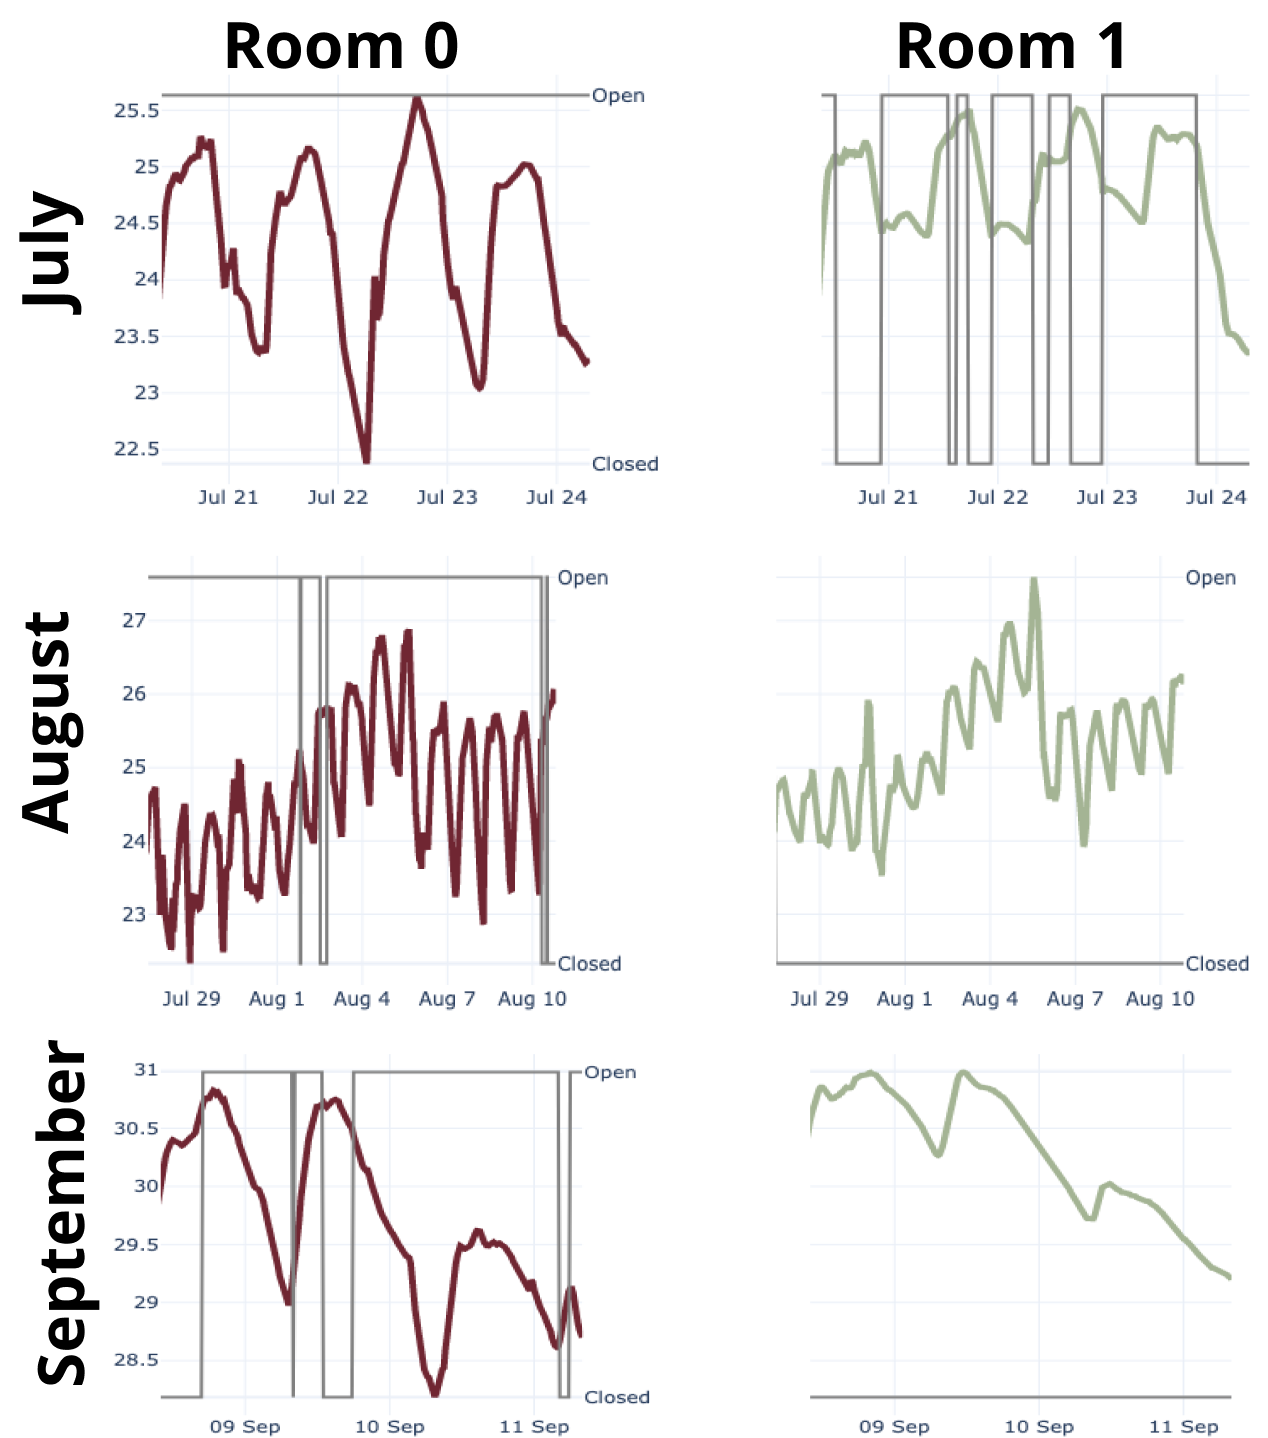 Room 0
Room 1
July
25.5
25
24.5
24
23.5
23
22.5
Open
Closed
Jul 21
Jul 22
Jul 23
Jul 24
Jul 21
Jul 22
Jul 23
Jul 24
August
27
26
25
24
23
Open
Closed
Jul 29
Aug 1
Aug 4
Aug 7
Aug 10
Open
Closed
Jul 29
Aug 1
Aug 4
Aug 7
Aug 10
September
31
30.5
30
29.5
29
28.5
Open
Closed
09 Sep
10 Sep
11 Sep
09 Sep
10 Sep
11 Sep